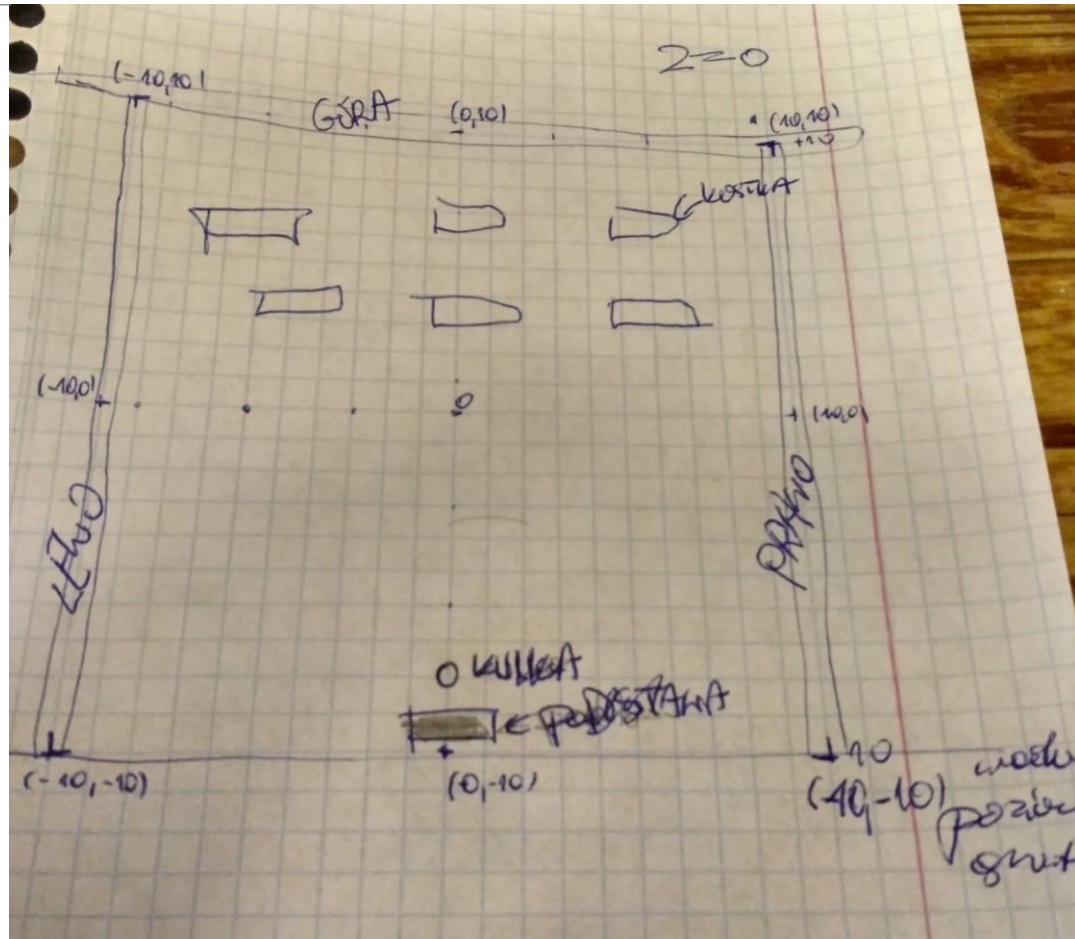 Z=0
(-10,10)
GÓRA
(0,10)
(10,10)
+10
KOSTKA
(-10,0)
0
(10,0)
LEWO
PRAWO
KULKA
PODSTAWA
(-10,-10)
(0,-10)
-10
(-10,-10)